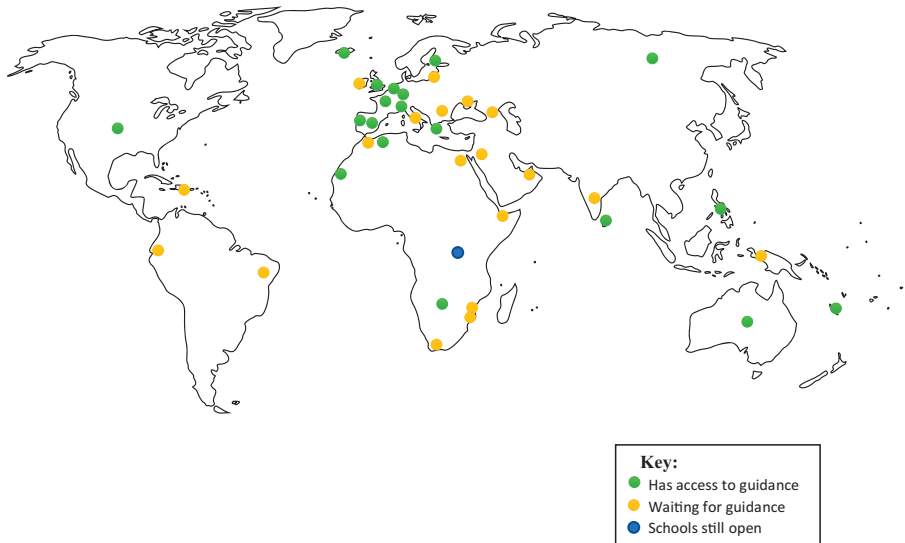 Key:
Has access to guidance
Waiting for guidance
Schools still open